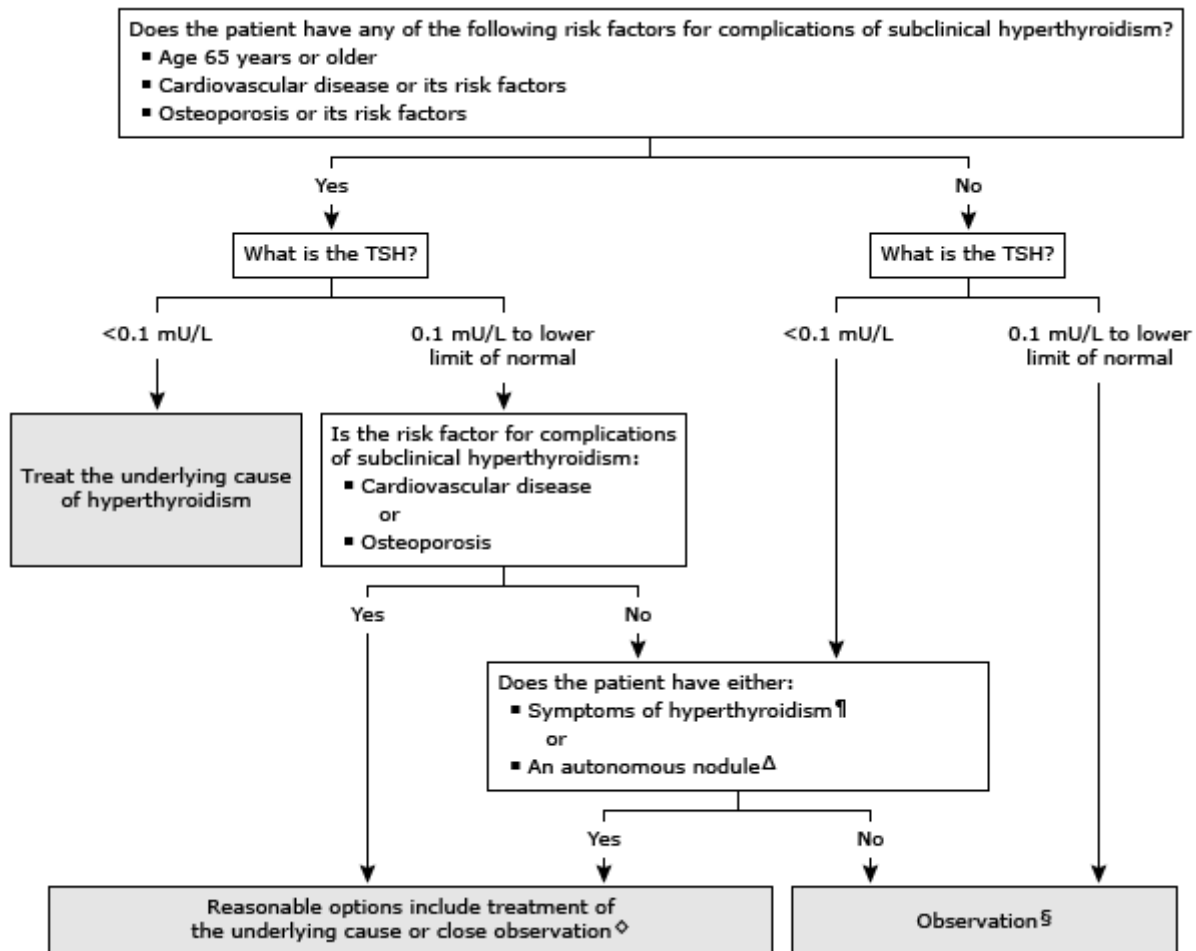 Does the patient have any of the following risk factors for complications of subclinical hyperthyroidism?
▪ Age 65 years or older
▪ Cardiovascular disease or its risk factors
▪ Osteoporosis or its risk factors
Yes
No
What is the TSH?
What is the TSH?
<0.1 mU/L
0.1 mU/L to lower
limit of normal
<0.1 mU/L
0.1 mU/L to lower
limit of normal
Treat the underlying cause
of hyperthyroidism
Is the risk factor for complications
of subclinical hyperthyroidism:
▪ Cardiovascular disease
or
▪ Osteoporosis
Yes
No
Does the patient have either:
▪ Symptoms of hyperthyroidism¶
or
▪ An autonomous noduleΔ
Yes
No
Reasonable options include treatment of
the underlying cause or close observation◇
Observation§